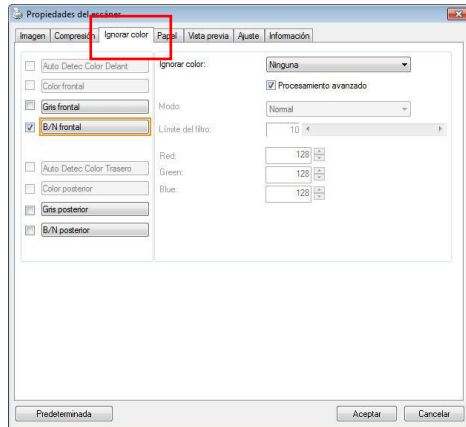 Propiedades del escáner
Imagen Compresión Ignorar color Papel Vista previa Ajuste Información
Auto Detec Color Delant
Color frontal
Gris frontal
B/N frontal
Auto Detec Color Trasero
Color posterior
Gris posterior
B/N posterior
Ignorar color: Ninguna
Procesamiento avanzado
Modo: Normal
Límite del filtro: 10
Red: 128
Green: 128
Blue: 128
Predeterminada Aceptar Cancelar